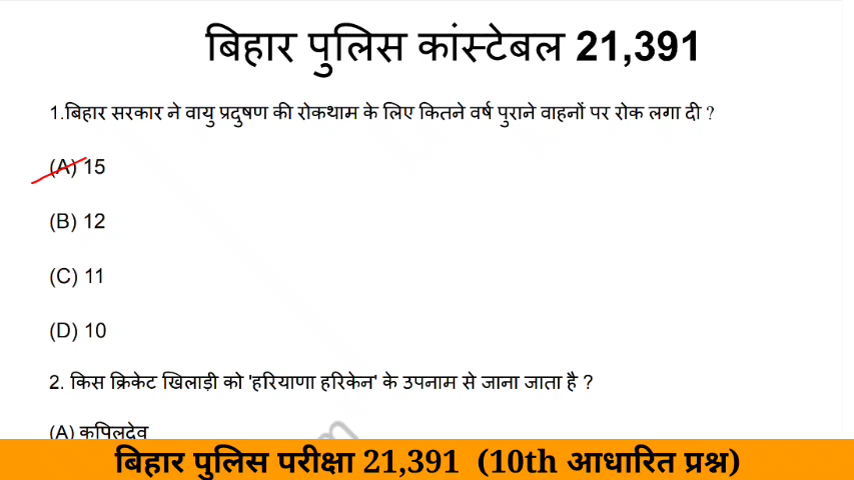 बिहार पुलिस कांस्टेबल 21,391
1.बिहार सरकार ने वायु प्रदुषण की रोकथाम के लिए कितने वर्ष पुराने वाहनों पर रोक लगा दी ?
(A) 15
(B) 12
(C) 11
(D) 10
2. किस क्रिकेट खिलाड़ी को 'हरियाणा हरिकेन' के उपनाम से जाना जाता है ?
(A) कपिलदेव
बिहार पुलिस परीक्षा 21,391 (10th आधारित प्रश्न)